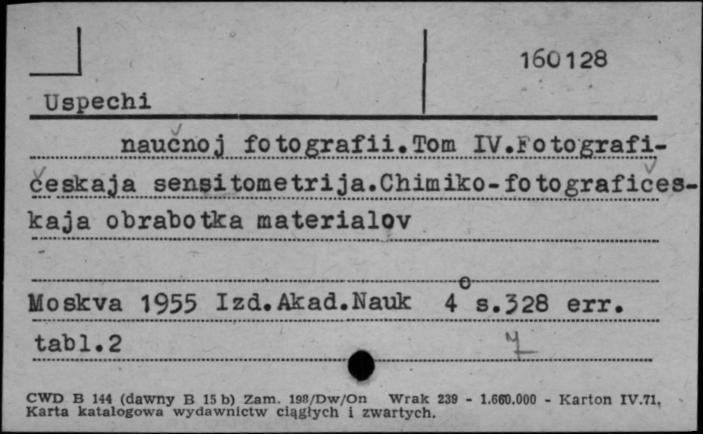 160128
Uspechi
naučnoj fotografii.Tom IV.Fotografi-
českaja sensitometrija.Chimiko-fotografičes-
kaja obrabotka materialov
Moskva 1955 Izd.Akad.Nauk 4° s.328 err.
tabl.2
CWD B 144 (dawny B 15 b) Zam. 198/Dw/On Wrak 239 - 1.660.000 - Karton IV.71.
Karta katalogowa wydawnictw ciągłych i zwartych.